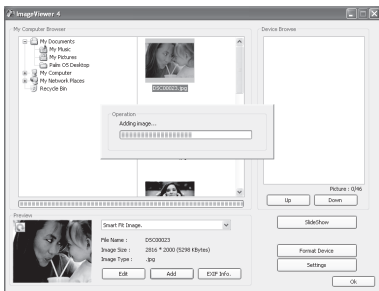 ImageViewer 4
My Computer Browser
My Documents
My Music
My Pictures
Palm OS Desktop
My Computer
My Network Places
Recycle Bin
DSC00023.jpg
Operation
Adding image...
Device Browse
Picture : 0/46
Up
Down
Preview
Smart Fit Image.
File Name : DSC00023
Image Size : 2816 * 2000 (5298 KBytes)
Image Type : .jpg
Edit
Add
EXIF Info.
SlideShow
Format Device
Settings
Ok